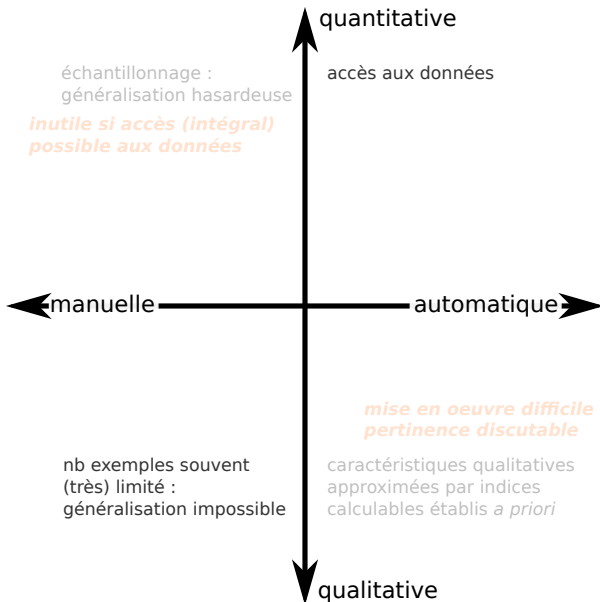 quantitative
échantillonnage :
généralisation hasardeuse
inutile si accès (intégral)
possible aux données
accès aux données
manuelle
automatique
mise en oeuvre difficile
pertinence discutable
nb exemples souvent
(très) limité :
généralisation impossible
caractéristiques qualitatives
approximées par indices
calculables établis a priori
qualitative